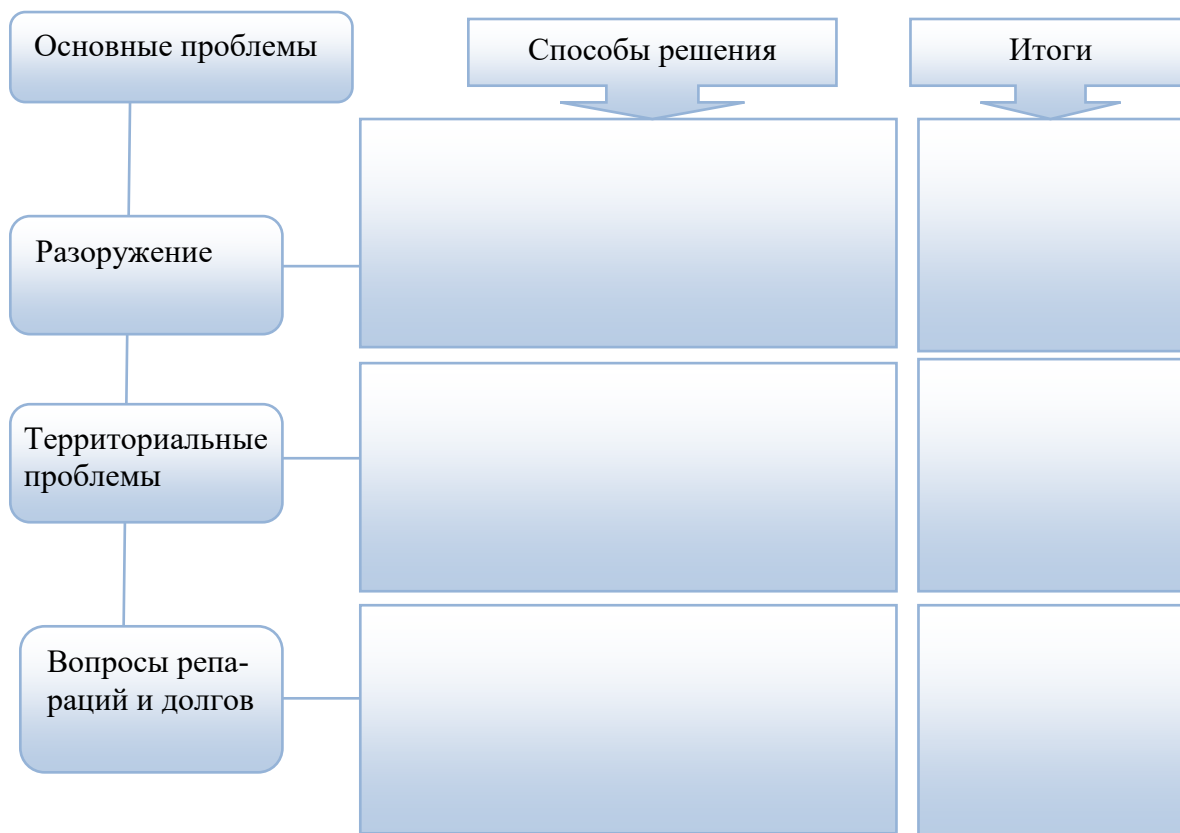 Основные проблемы
Способы решения
Итоги
Разоружение
Территориальные
проблемы
Вопросы репа-
раций и долгов